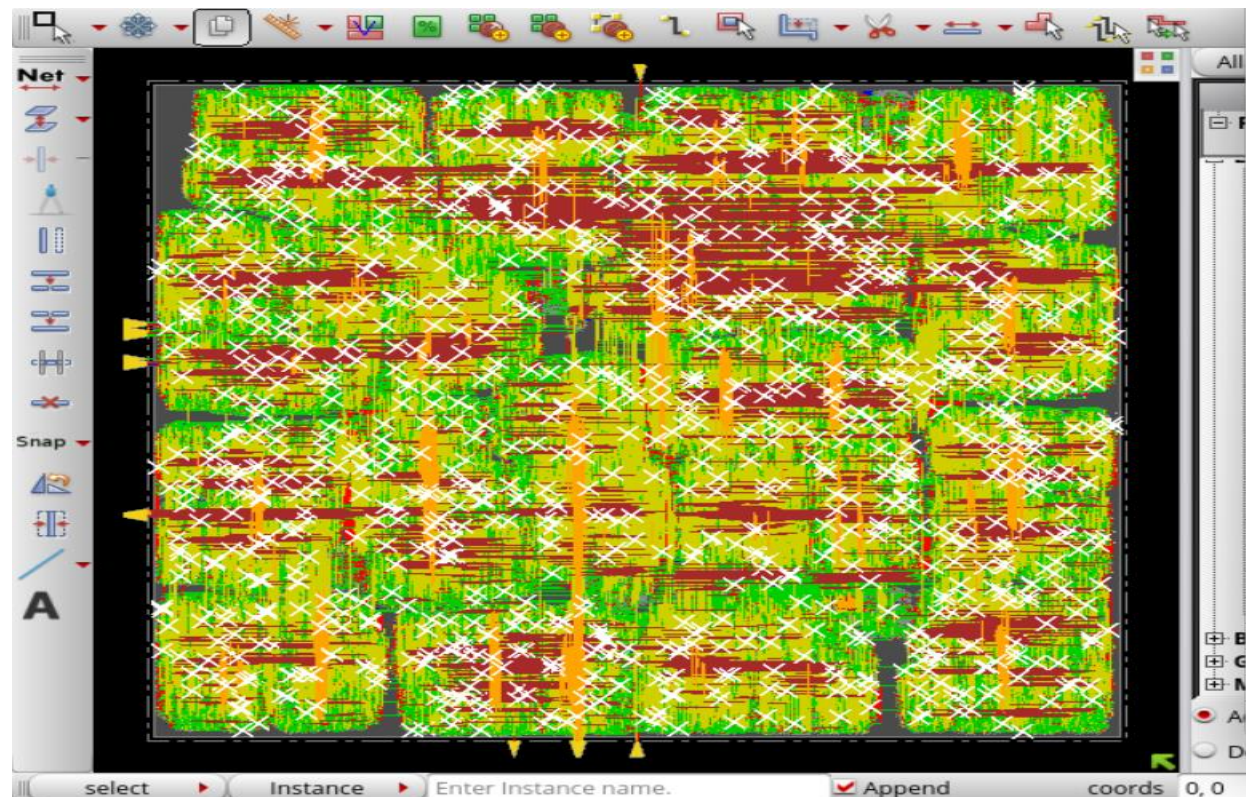 Net
All
Snap
A
select
Instance
Enter Instance name.
Append
coords
0, 0